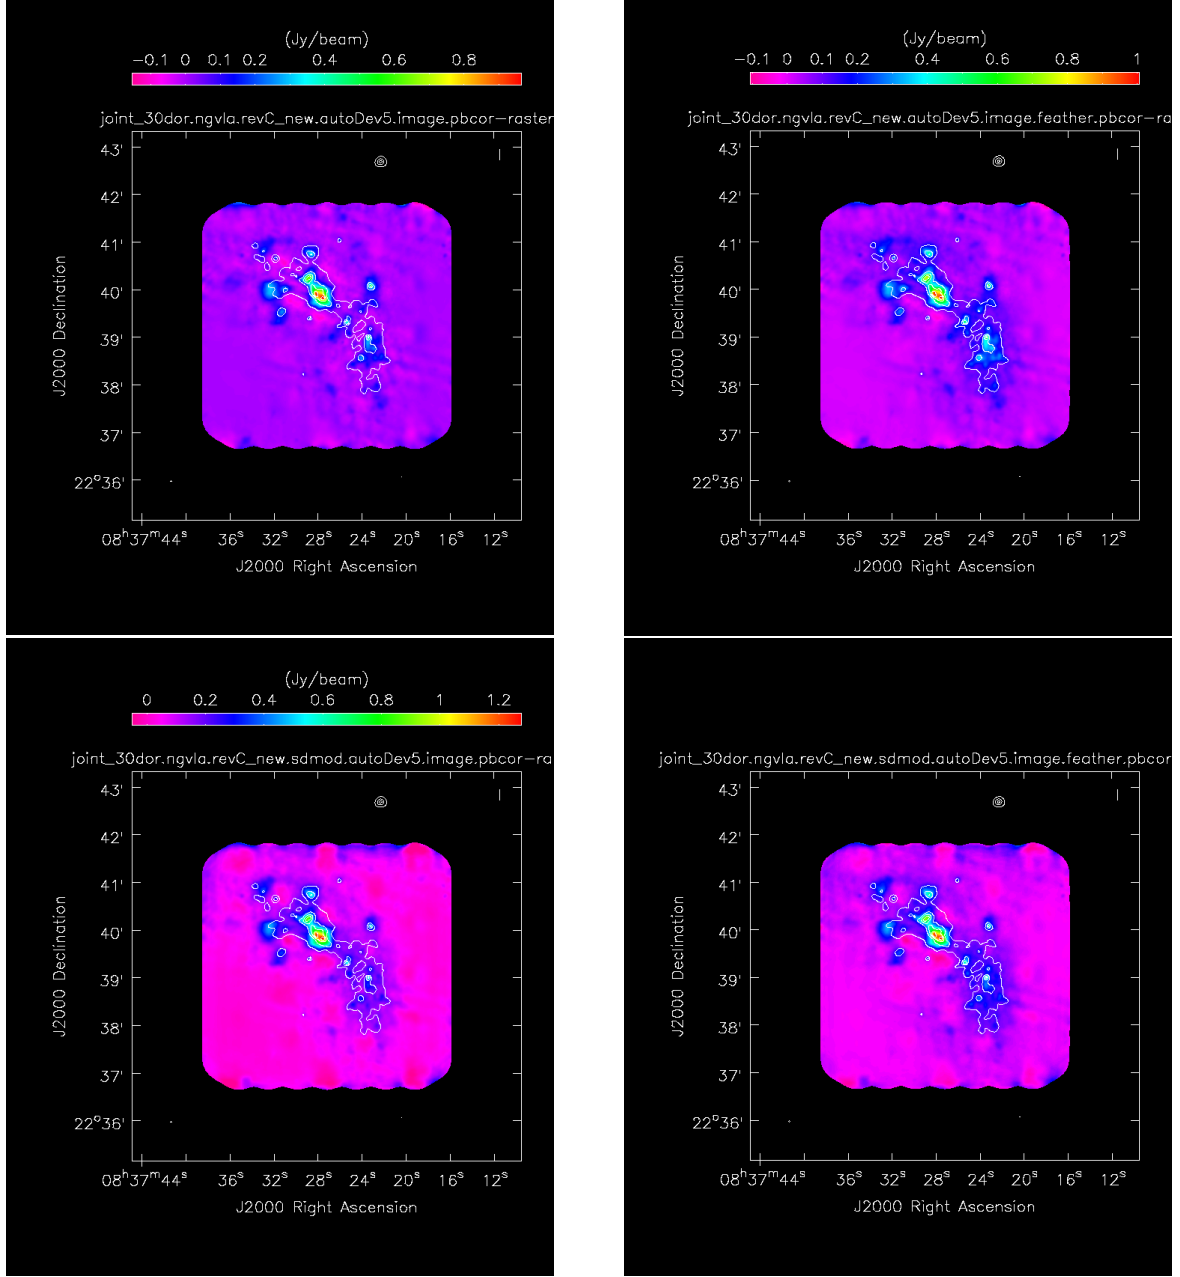 (Jy/beam)
−0.1 0 0.1 0.2 0.4 0.6 0.8
joint_30dor.ngvla.revC_new.autoDev5.image.pbcor−raster
I
43'
42'
41'
40'
39'
38'
37'
22°36'
J2000 Declination
08ʰ37ᵐ44ˢ 36ˢ 32ˢ 28ˢ 24ˢ 20ˢ 16ˢ 12ˢ
J2000 Right Ascension
(Jy/beam)
−0.1 0 0.1 0.2 0.4 0.6 0.8 1
joint_30dor.ngvla.revC_new.autoDev5.image.feather.pbcor−ra
I
43'
42'
41'
40'
39'
38'
37'
22°36'
J2000 Declination
08ʰ37ᵐ44ˢ 36ˢ 32ˢ 28ˢ 24ˢ 20ˢ 16ˢ 12ˢ
J2000 Right Ascension
(Jy/beam)
0 0.2 0.4 0.6 0.8 1 1.2
joint_30dor.ngvla.revC_new.sdmod.autoDev5.image.pbcor−ra
I
43'
42'
41'
40'
39'
38'
37'
22°36'
J2000 Declination
08ʰ37ᵐ44ˢ 36ˢ 32ˢ 28ˢ 24ˢ 20ˢ 16ˢ 12ˢ
J2000 Right Ascension
joint_30dor.ngvla.revC_new.sdmod.autoDev5.image.feather.pbcor
I
43'
42'
41'
40'
39'
38'
37'
22°36'
J2000 Declination
08ʰ37ᵐ44ˢ 36ˢ 32ˢ 28ˢ 24ˢ 20ˢ 16ˢ 12ˢ
J2000 Right Ascension